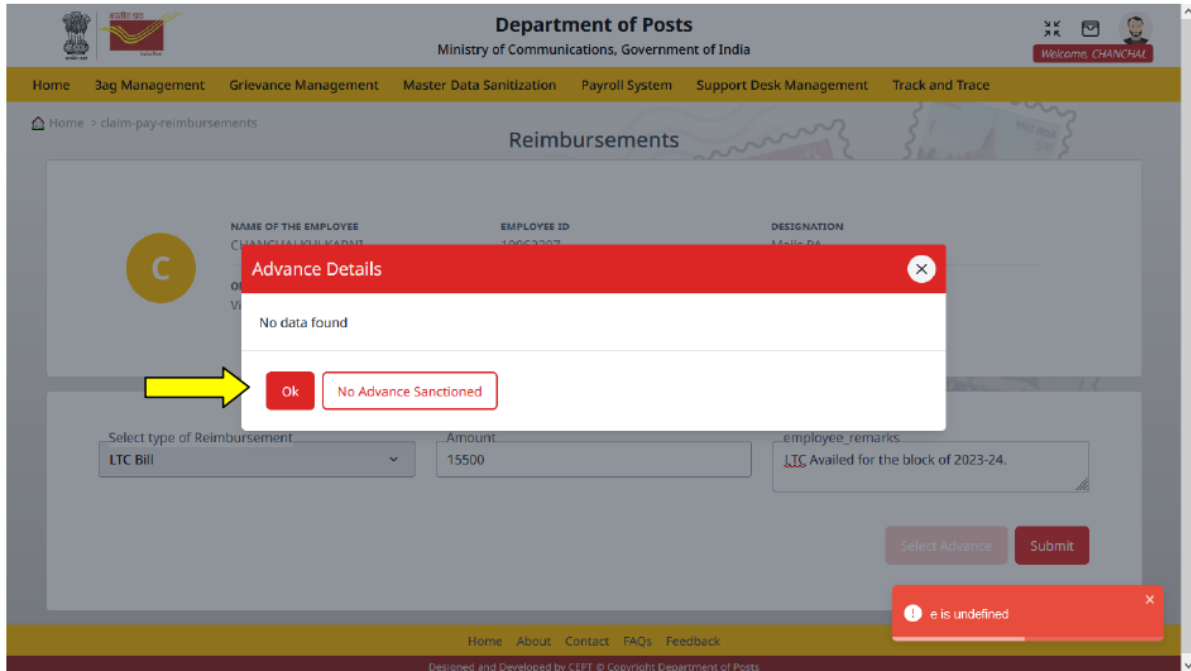 Department of Posts
Ministry of Communications, Government of India
Welcome, CHANCHAL
Home Bag Management Grievance Management Master Data Sanitization Payroll System Support Desk Management Track and Trace
Home > claim-pay-reimbursements
Reimbursements
NAME OF THE EMPLOYEE EMPLOYEE ID DESIGNATION
C
Advance Details
No data found
Ok No Advance Sanctioned
Select type of Reimbursement Amount employee_remarks
LTC Bill 15500 LTC Availed for the block of 2023-24.
Select Advance Submit
e is undefined
Home About Contact FAQs Feedback
Designed and Developed by CEPT © Copyright Department of Posts